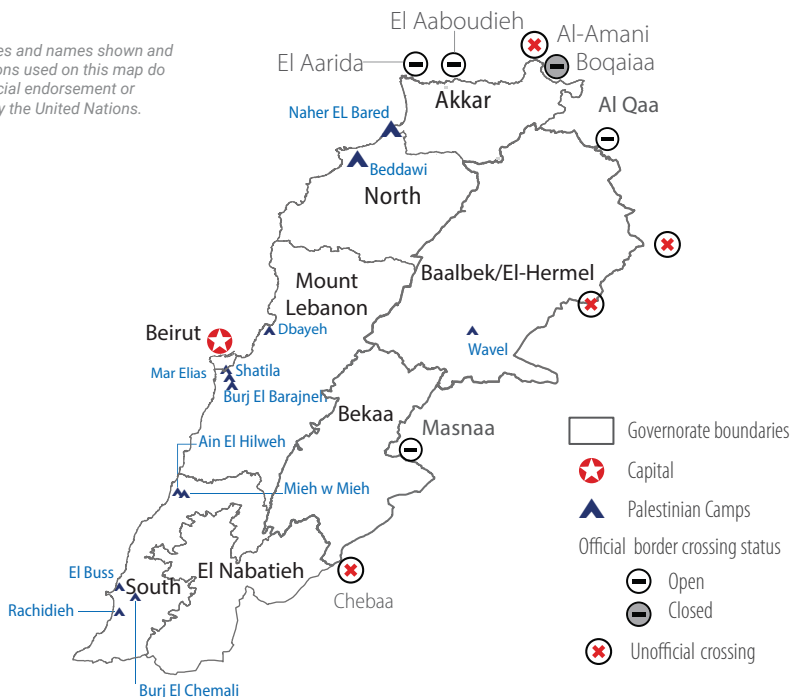 es and names shown and
ons used on this map do
cial endorsement or
y the United Nations.
El Aaboudieh
Al-Amani
El Aarida
Boqaiaa
Akkar
Al Qaa
Naher EL Bared
Beddawi
North
Baalbek/El-Hermel
Mount
Lebanon
Beirut
Dbayeh
Wavel
Mar Elias
Shatila
Burj El Barajneh
Bekaa
Masnaa
Ain El Hilweh
Mieh w Mieh
El Buss
South
El Nabatieh
Rachidieh
Chebaa
Burj El Chemali
Governorate boundaries
Capital
Palestinian Camps
Official border crossing status
Open
Closed
Unofficial crossing